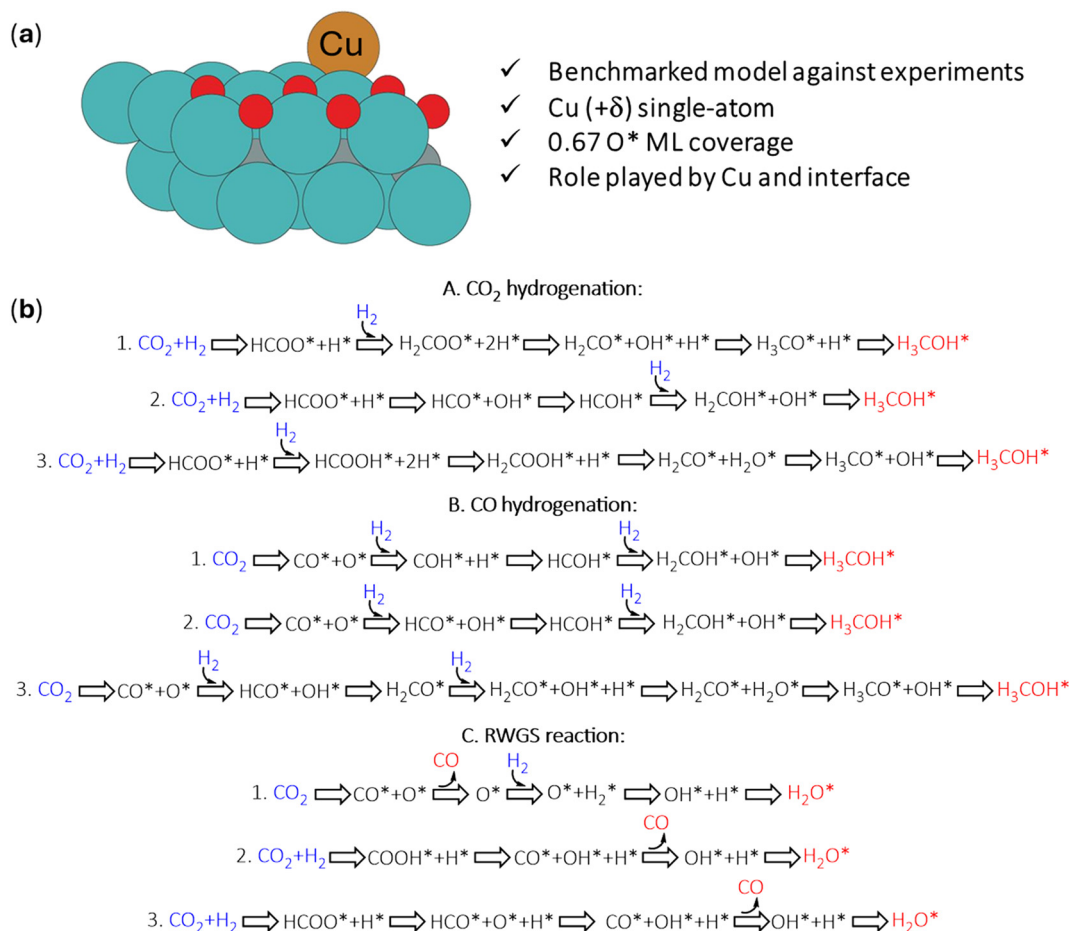 (a)
Cu
✓ Benchmarked model against experiments
✓ Cu (+δ) single-atom
✓ 0.67 O* ML coverage
✓ Role played by Cu and interface
(b)
A. CO₂ hydrogenation:
H₂
1. CO₂+H₂ ⇨ HCOO*+H* ⇨ H₂COO*+2H* ⇨ H₂CO*+OH*+H* ⇨ H₃CO*+H* ⇨ H₃COH*
H₂
2. CO₂+H₂ ⇨ HCOO*+H* ⇨ HCO*+OH* ⇨ HCOH* ⇨ H₂COH*+OH* ⇨ H₃COH*
H₂
3. CO₂+H₂ ⇨ HCOO*+H* ⇨ HCOOH*+2H* ⇨ H₂COOH*+H* ⇨ H₂CO*+H₂O* ⇨ H₃CO*+OH* ⇨ H₃COH*
B. CO hydrogenation:
H₂ H₂
1. CO₂ ⇨ CO*+O* ⇨ COH*+H* ⇨ HCOH* ⇨ H₂COH*+OH* ⇨ H₃COH*
H₂ H₂
2. CO₂ ⇨ CO*+O* ⇨ HCO*+OH* ⇨ HCOH* ⇨ H₂COH*+OH* ⇨ H₃COH*
H₂ H₂
3. CO₂ ⇨ CO*+O* ⇨ HCO*+OH* ⇨ H₂CO* ⇨ H₂CO*+OH*+H* ⇨ H₂CO*+H₂O* ⇨ H₃CO*+OH* ⇨ H₃COH*
C. RWGS reaction:
CO H₂
1. CO₂ ⇨ CO*+O* ⇨ O* ⇨ O*+H₂* ⇨ OH*+H* ⇨ H₂O*
CO
2. CO₂+H₂ ⇨ COOH*+H* ⇨ CO*+OH*+H* ⇨ OH*+H* ⇨ H₂O*
CO
3. CO₂+H₂ ⇨ HCOO*+H* ⇨ HCO*+O*+H* ⇨ CO*+OH*+H* ⇨ OH*+H* ⇨ H₂O*